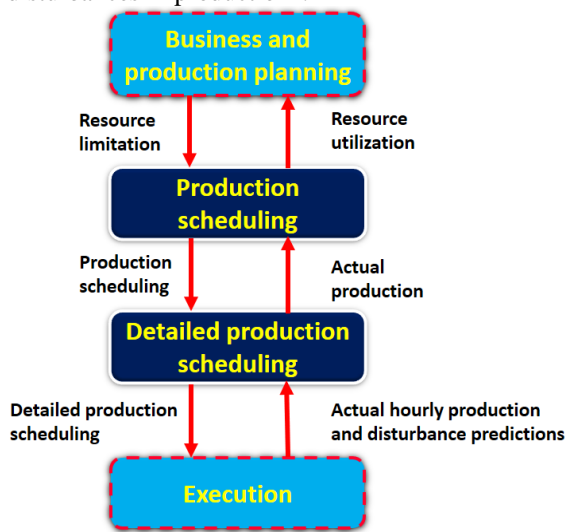 Business and
production planning
Resource
limitation
Resource
utilization
Production
scheduling
Production
scheduling
Actual
production
Detailed production
scheduling
Detailed production
scheduling
Actual hourly production
and disturbance predictions
Execution